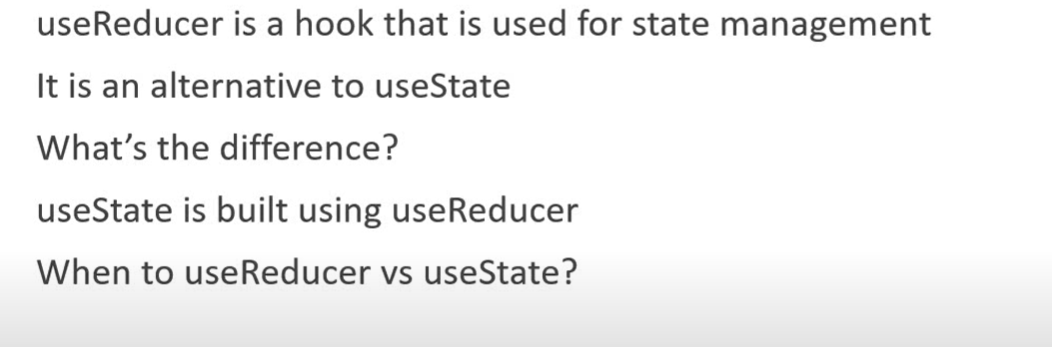 useReducer is a hook that is used for state management
It is an alternative to useState
What’s the difference?
useState is built using useReducer
When to useReducer vs useState?